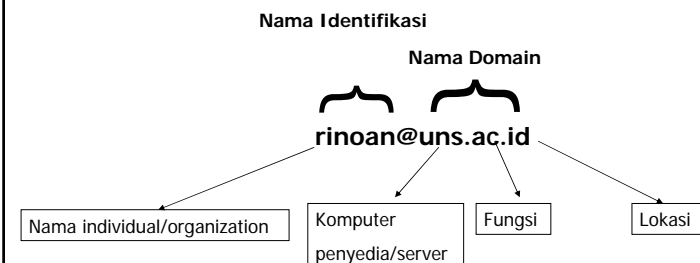 Nama Identifikasi
Nama Domain
rinoan@uns.ac.id
Nama individual/organization
Komputer
penyedia/server
Fungsi
Lokasi